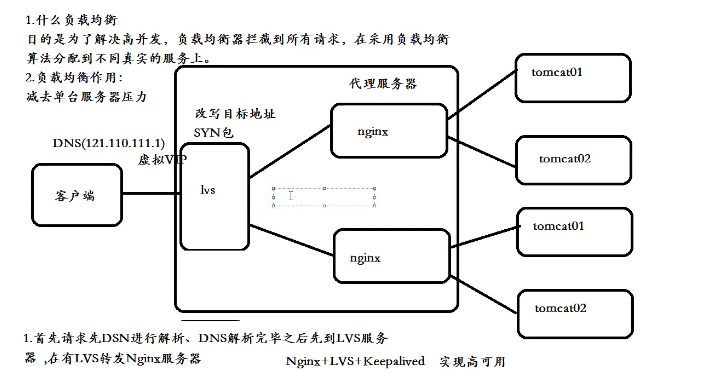 1.什么负载均衡
目的是为了解决高并发，负载均衡器拦截到所有请求，在采用负载均衡
算法分配到不同真实的服务上。
2.负载均衡作用：
减去单台服务器压力
代理服务器
改写目标地址
SYN包
DNS(121.110.111.1)
虚拟VIP
客户端
lvs
nginx
nginx
tomcat01
tomcat02
tomcat01
tomcat02
1.首先请求先DSN进行解析、DNS解析完毕之后先到LVS服务
器 ,在有LVS转发Nginx服务器
Nginx+LVS+Keepalived 实现高可用